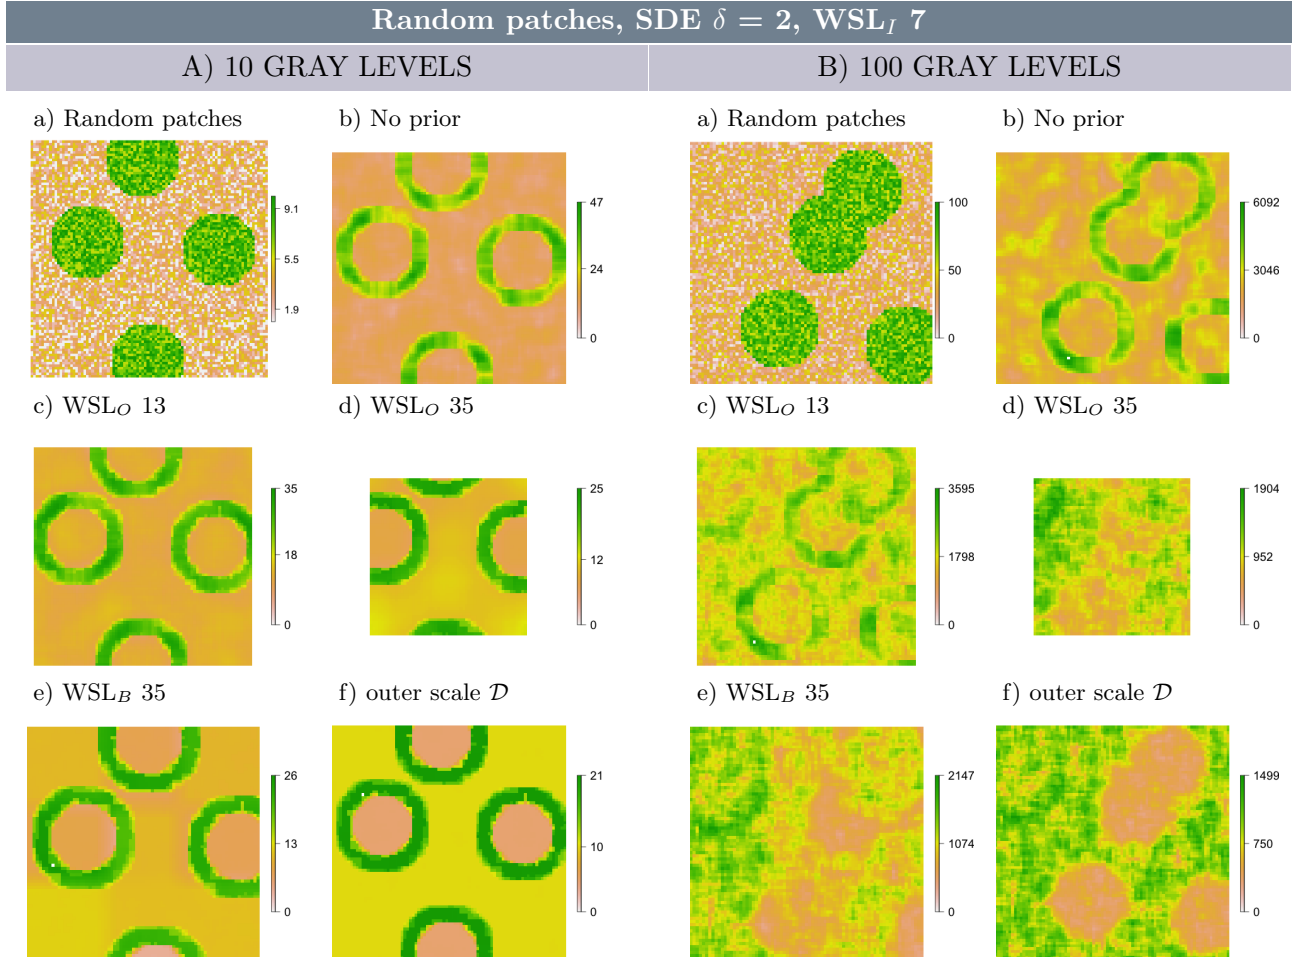 Random patches, SDE δ = 2, WSL_I 7
A) 10 GRAY LEVELS
B) 100 GRAY LEVELS
a) Random patches
b) No prior
a) Random patches
b) No prior
9.1
5.5
1.9
47
24
0
100
50
0
6092
3046
0
c) WSL_O 13
d) WSL_O 35
c) WSL_O 13
d) WSL_O 35
35
18
0
25
12
0
3595
1798
0
1904
952
0
e) WSL_B 35
f) outer scale 𝒟
e) WSL_B 35
f) outer scale 𝒟
26
13
0
21
10
0
2147
1074
0
1499
750
0